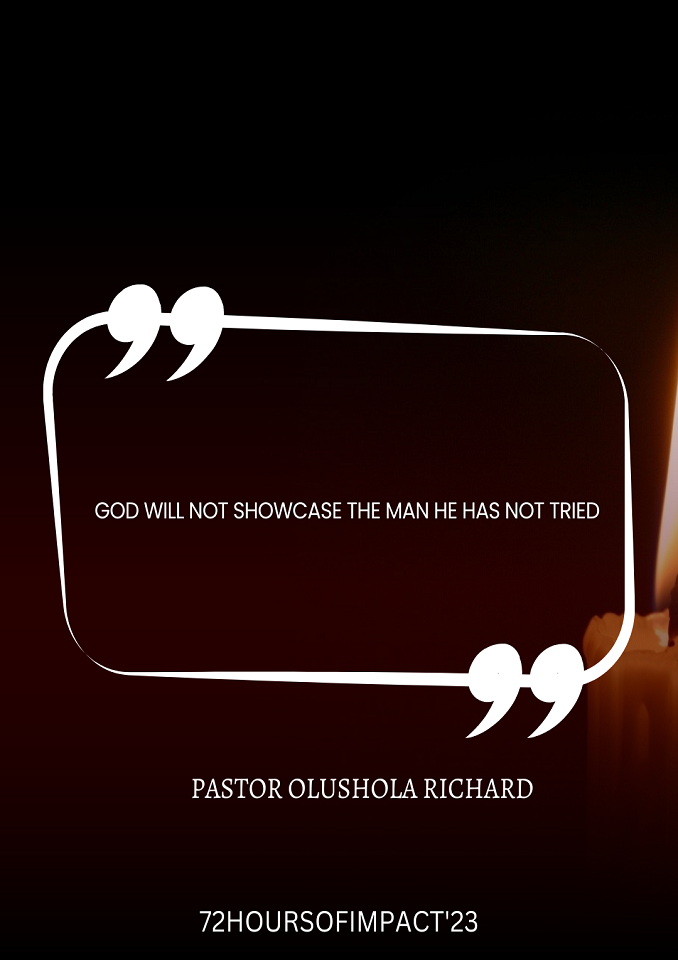 GOD WILL NOT SHOWCASE THE MAN HE HAS NOT TRIED
PASTOR OLUSHOLA RICHARD
72HOURSOFIMPACT'23